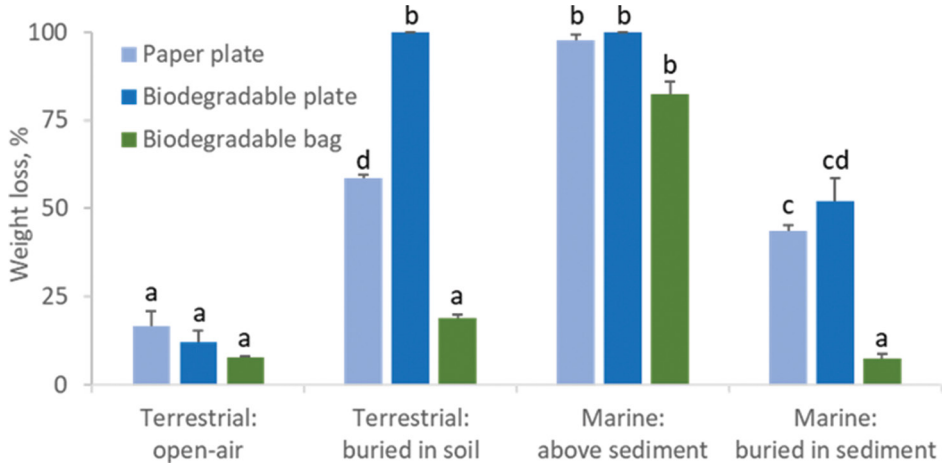 Weight loss, %
100
75
50
25
0
Paper plate
Biodegradable plate
Biodegradable bag
a
a
a
d
b
a
b
b
b
c
cd
a
Terrestrial:
open-air
Terrestrial:
buried in soil
Marine:
above sediment
Marine:
buried in sediment